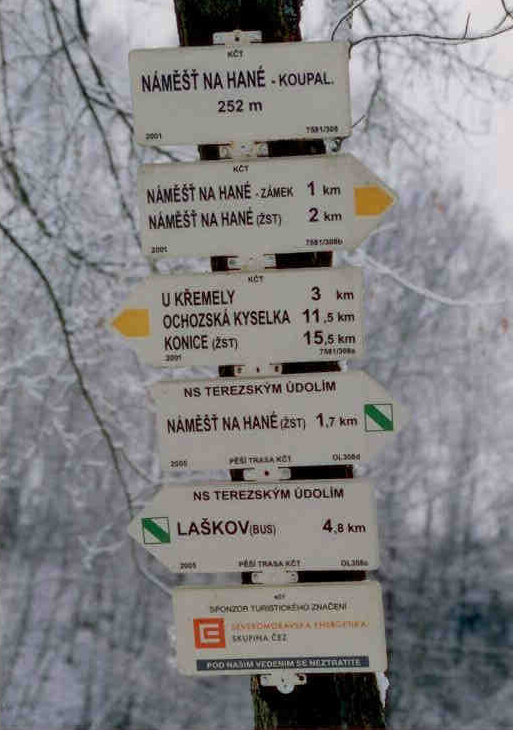 KČT
NÁMĚŠŤ NA HANÉ - KOUPAL.
252 m
2001 7581/308
KČT
NÁMĚŠŤ NA HANÉ - ZÁMEK 1 km
NÁMĚŠŤ NA HANÉ (ŽST) 2 km
2001 7581/308b
KČT
U KŘEMELY 3 km
OCHOZSKÁ KYSELKA 11,5 km
KONICE (ŽST) 15,5 km
2001 7581/308a
NS TEREZSKÝM ÚDOLÍM
NÁMĚŠŤ NA HANÉ (ŽST) 1,7 km
2005 PĚŠÍ TRASA KČT OL308d
NS TEREZSKÝM ÚDOLÍM
LAŠKOV (BUS) 4,8 km
2005 PĚŠÍ TRASA KČT OL308c
KČT
SPONZOR TURISTICKÉHO ZNAČENÍ
SEVEROMORAVSKÁ ENERGETIKA
SKUPINA ČEZ
POD NAŠÍM VEDENÍM SE NEZTRATÍTE